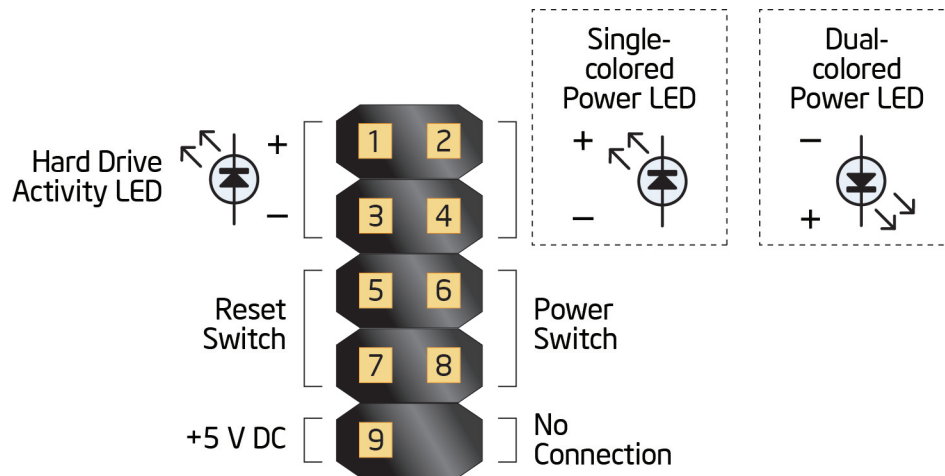 Single-
colored
Power LED
Dual-
colored
Power LED
Hard Drive
Activity LED
+
−
1 2
3 4
+
−
−
+
Reset
Switch
5 6
7 8
Power
Switch
+5 V DC
9
No
Connection